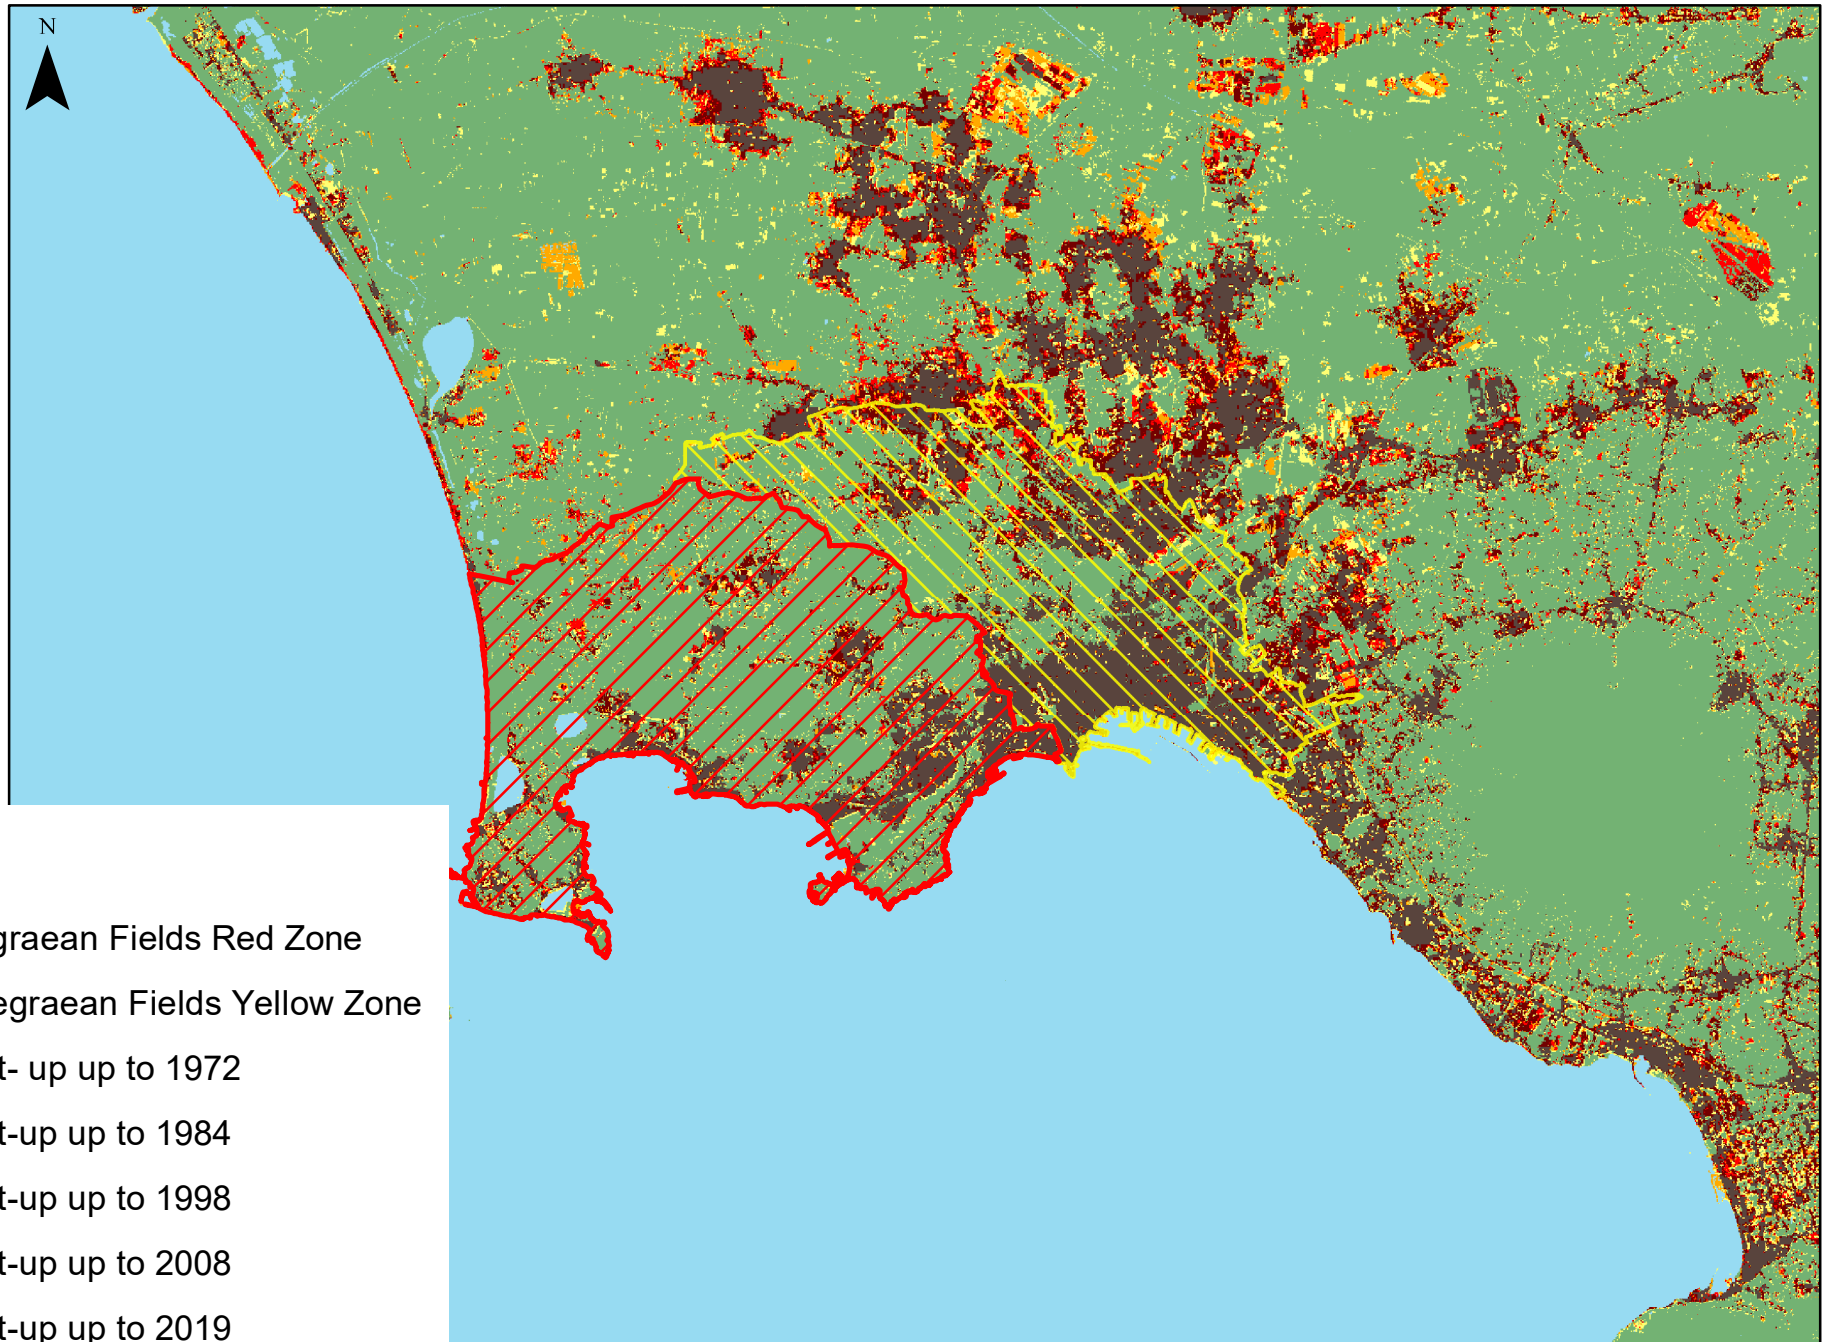 N
graean Fields Red Zone
egraean Fields Yellow Zone
t- up up to 1972
t-up up to 1984
t-up up to 1998
t-up up to 2008
t-up up to 2019